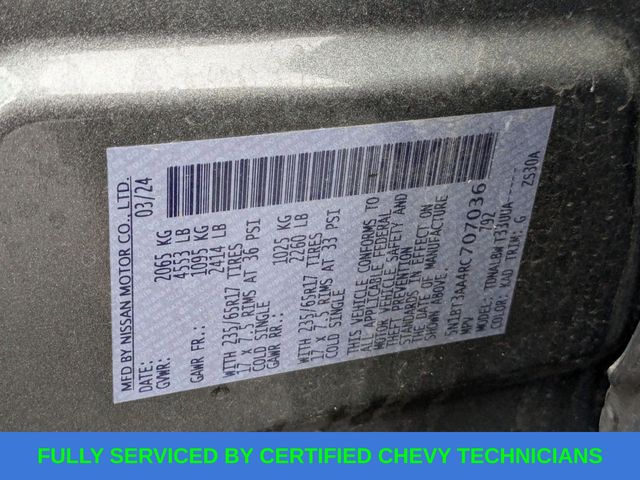 MFD BY NISSAN MOTOR CO., LTD.
DATE: 03/24
GVWR: 2065 KG
4553 LB
GAWR FR.: 1095 KG
2414 LB
WITH 235/65R17 TIRES
17 X 7.5 RIMS AT 36 PSI
COLD SINGLE
GAWR RR.: 1025 KG
2260 LB
WITH 235/65R17 TIRES
17 X 7.5 RIMS AT 33 PSI
COLD SINGLE
THIS VEHICLE CONFORMS TO
ALL APPLICABLE FEDERAL
MOTOR VEHICLE SAFETY AND
THEFT PREVENTION
STANDARDS IN EFFECT ON
THE DATE OF MANUFACTURE
SHOWN ABOVE.
MPV 792
COLOR: KAD TRIM: G ZS30A
FULLY SERVICED BY CERTIFIED CHEVY TECHNICIANS